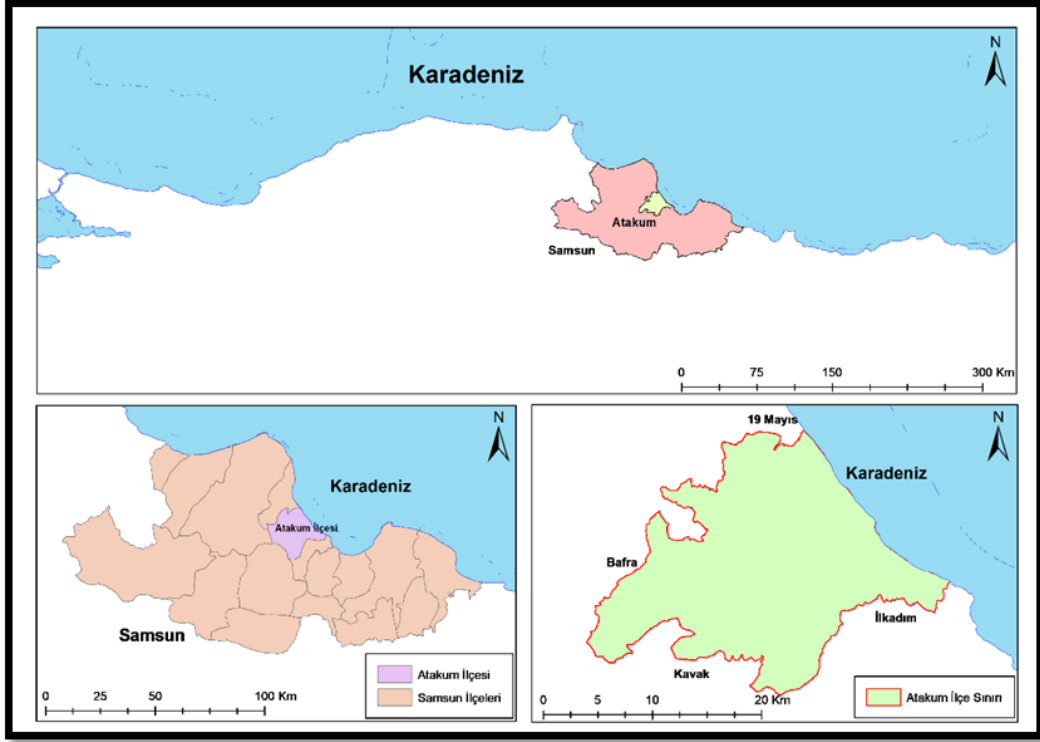 Karadeniz
N
Atakum
Samsun
0 75 150 300 Km
N
Karadeniz
Atakum İlçesi
Samsun
Atakum İlçesi
Samsun İlçeleri
0 25 50 100 Km
19 Mayıs
N
Karadeniz
Bafra
İlkadım
Kavak
Atakum İlçe Sınırı
0 5 10 20 Km